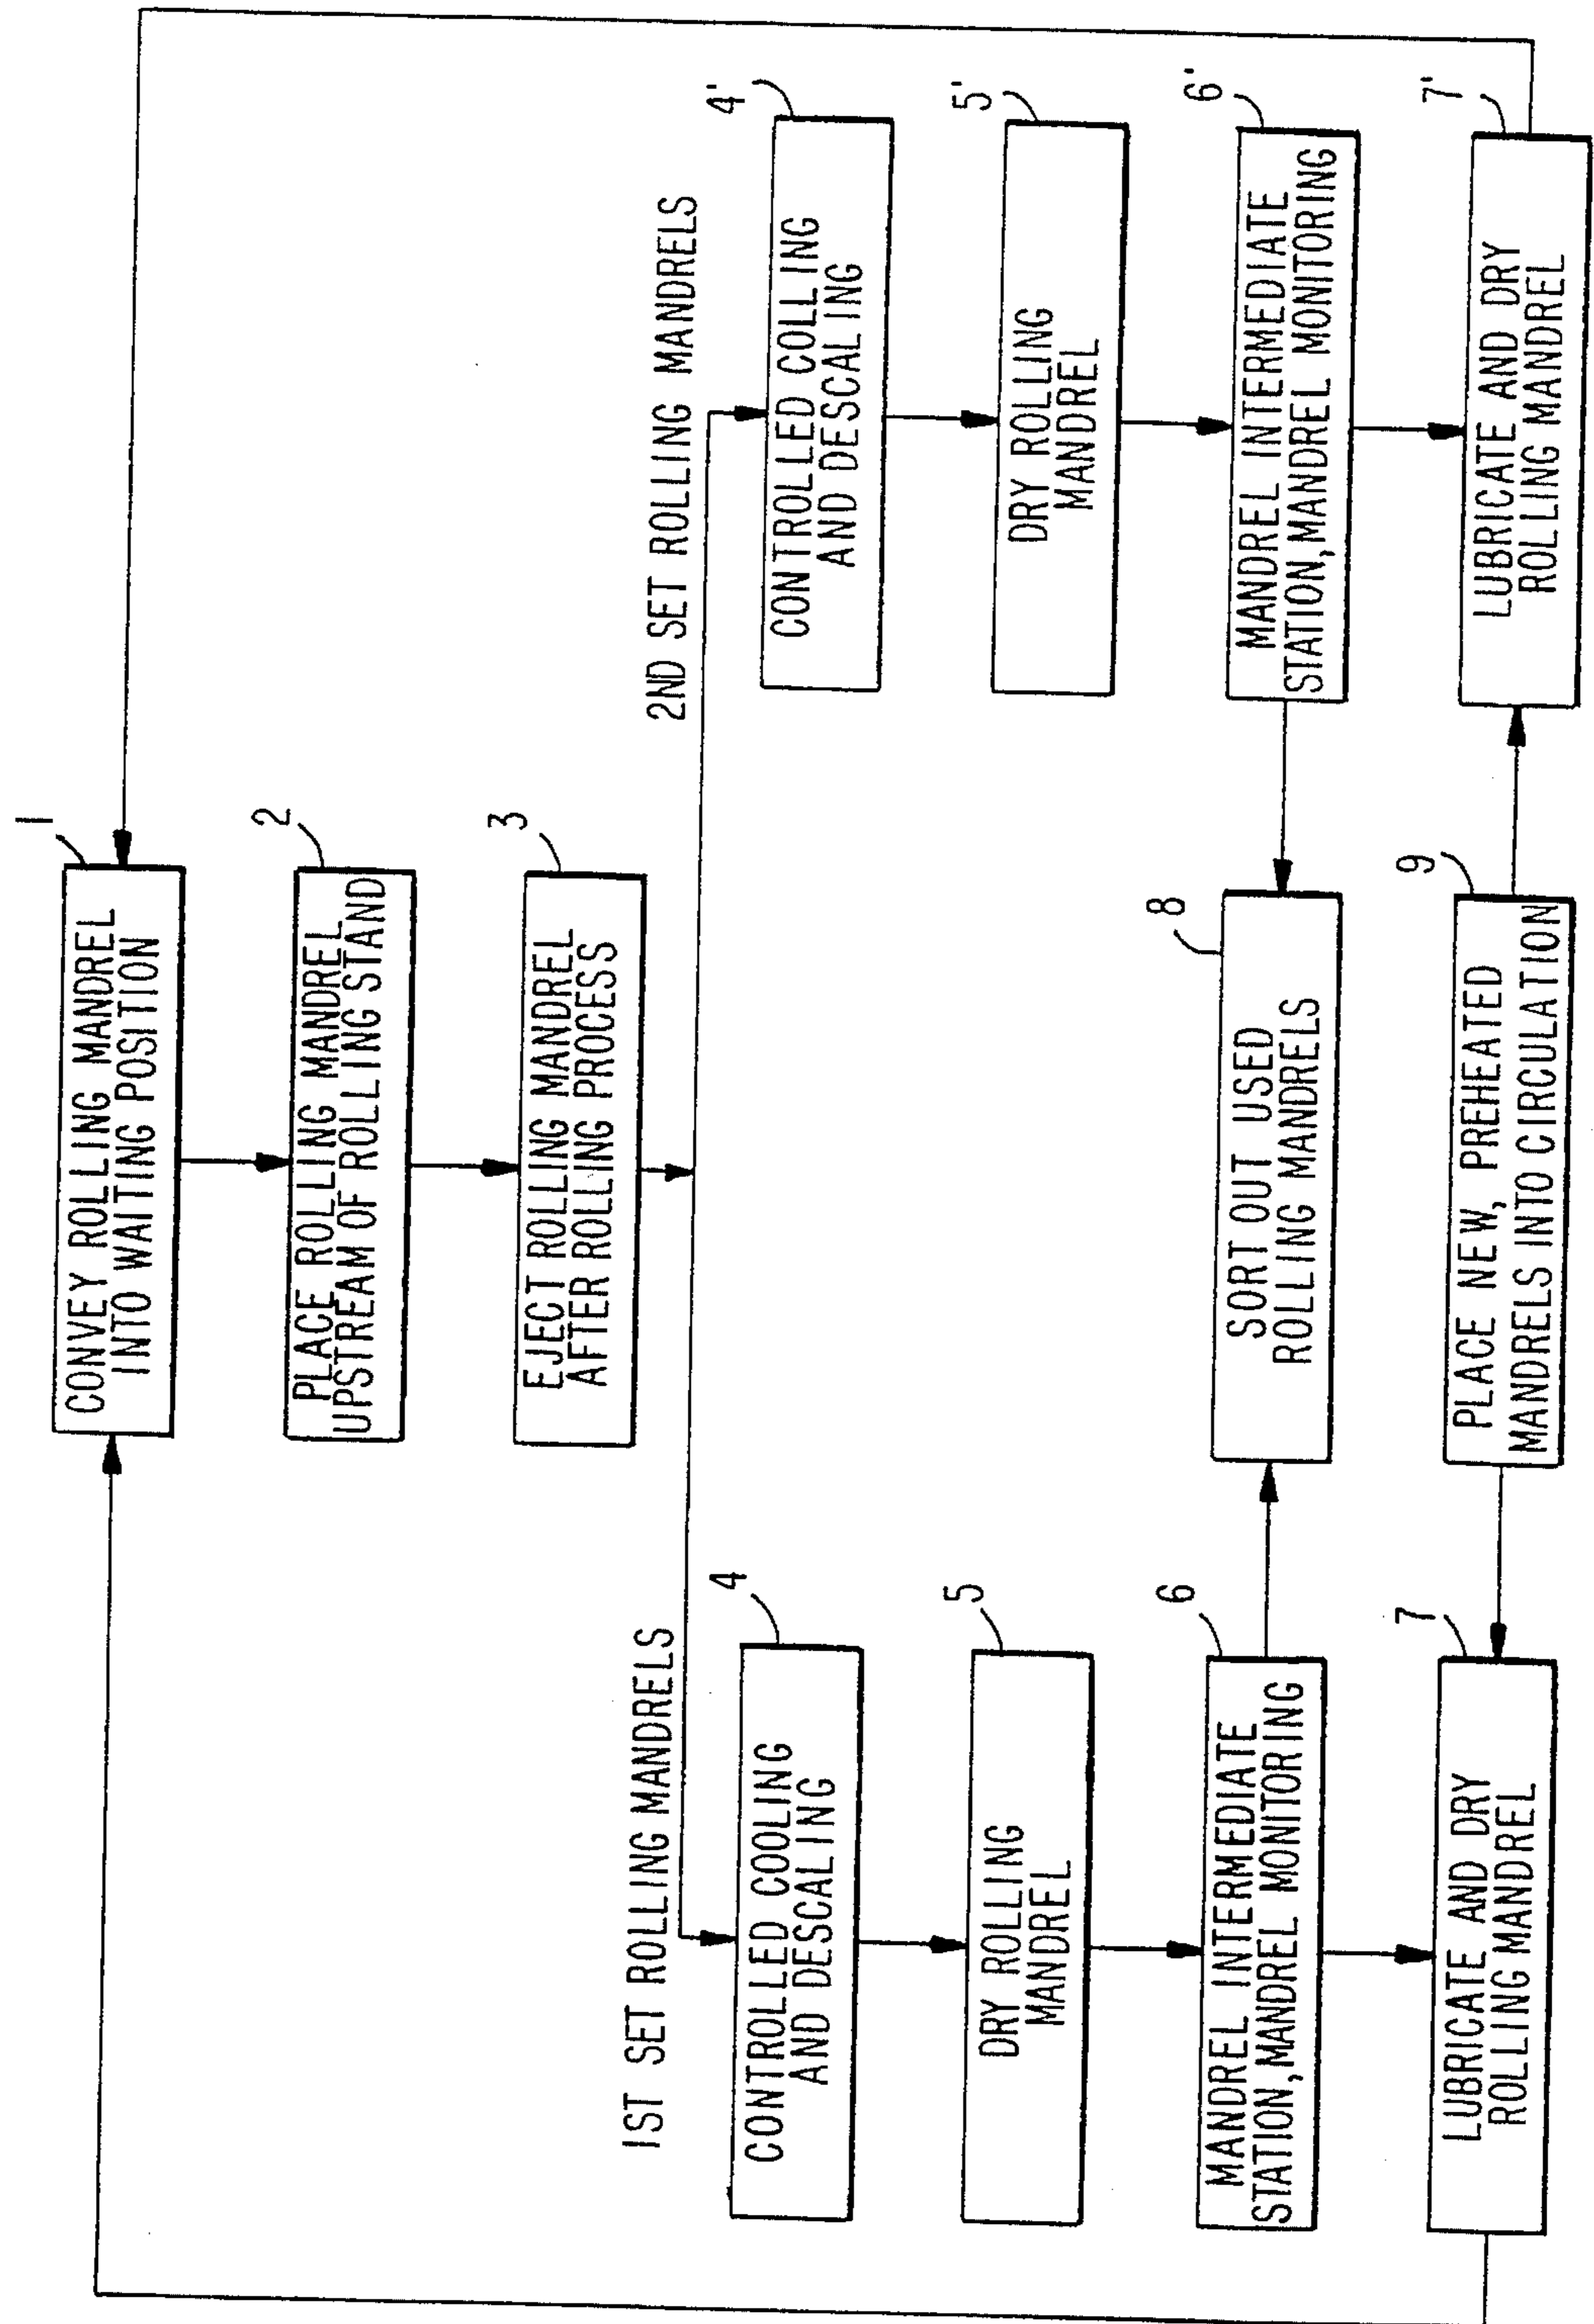 1
CONVEY ROLLING MANDREL
INTO WAITING POSITION
2
PLACE ROLLING MANDREL
UPSTREAM OF ROLLING STAND
3
EJECT ROLLING MANDREL
AFTER ROLLING PROCESS
1ST SET ROLLING MANDRELS
2ND SET ROLLING MANDRELS
4
CONTROLLED COOLING
AND DESCALING
4'
CONTROLLED COLLING
AND DESCALING
5
DRY ROLLING
MANDREL
5'
DRY ROLLING
MANDREL
6
MANDREL INTERMEDIATE
STATION, MANDREL MONITORING
8
SORT OUT USED
ROLLING MANDRELS
6'
MANDREL INTERMEDIATE
STATION, MANDREL MONITORING
7
LUBRICATE AND DRY
ROLLING MANDREL
9
PLACE NEW, PREHEATED
MANDRELS INTO CIRCULATION
7'
LUBRICATE AND DRY
ROLLING MANDREL